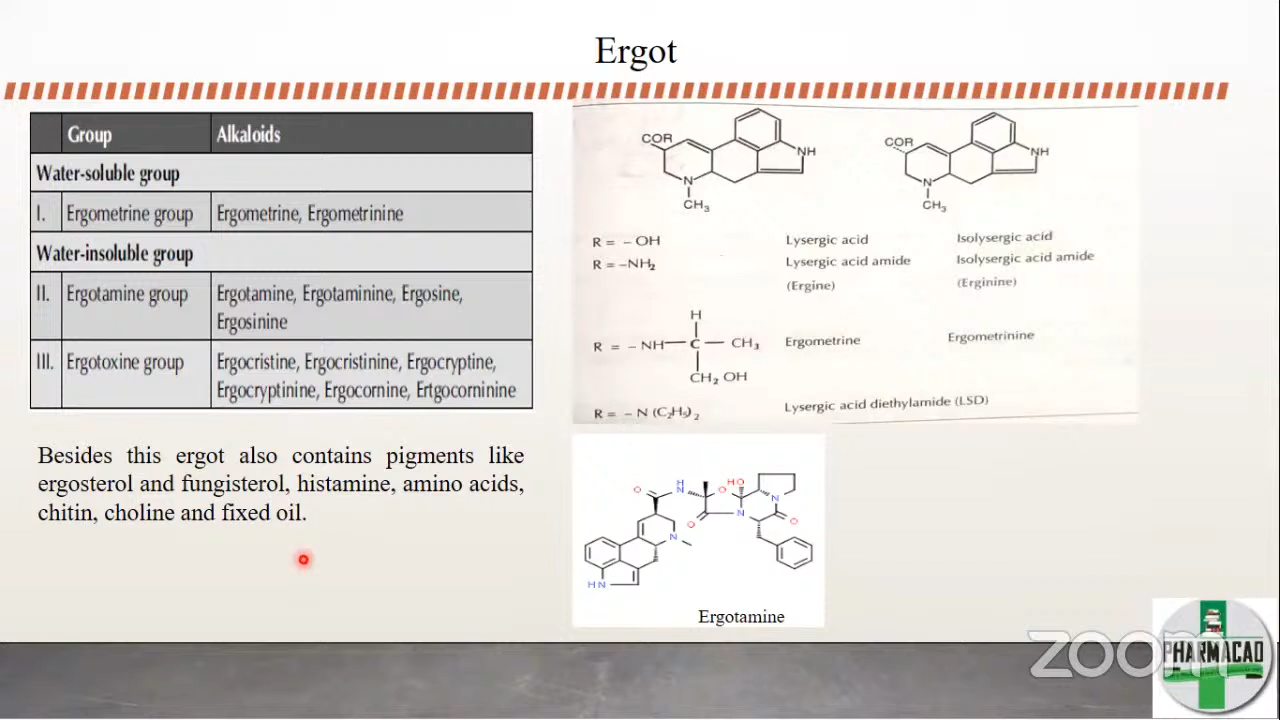 Ergot
Group Alkaloids
Water-soluble group
I. Ergometrine group Ergometrine, Ergometrinine
Water-insoluble group
II. Ergotamine group Ergotamine, Ergotaminine, Ergosine,
Ergosinine
III. Ergotoxine group Ergocristine, Ergocristinine, Ergocryptine,
Ergocryptinine, Ergocornine, Ertgocorninine
Besides this ergot also contains pigments like
ergosterol and fungisterol, histamine, amino acids,
chitin, choline and fixed oil.
COR
NH
N
CH₃
COR
NH
N
CH₃
R = - OH Lysergic acid Isolysergic acid
R = -NH₂ Lysergic acid amide Isolysergic acid amide
(Ergine) (Erginine)
H
R = - NH — C — CH₃ Ergometrine Ergometrinine
CH₂ OH
R = - N (C₂H₅)₂ Lysergic acid diethylamide (LSD)
O
H
N
O
HO
N
O
N
O
N
HN
Ergotamine
zoom
PHARMACAD